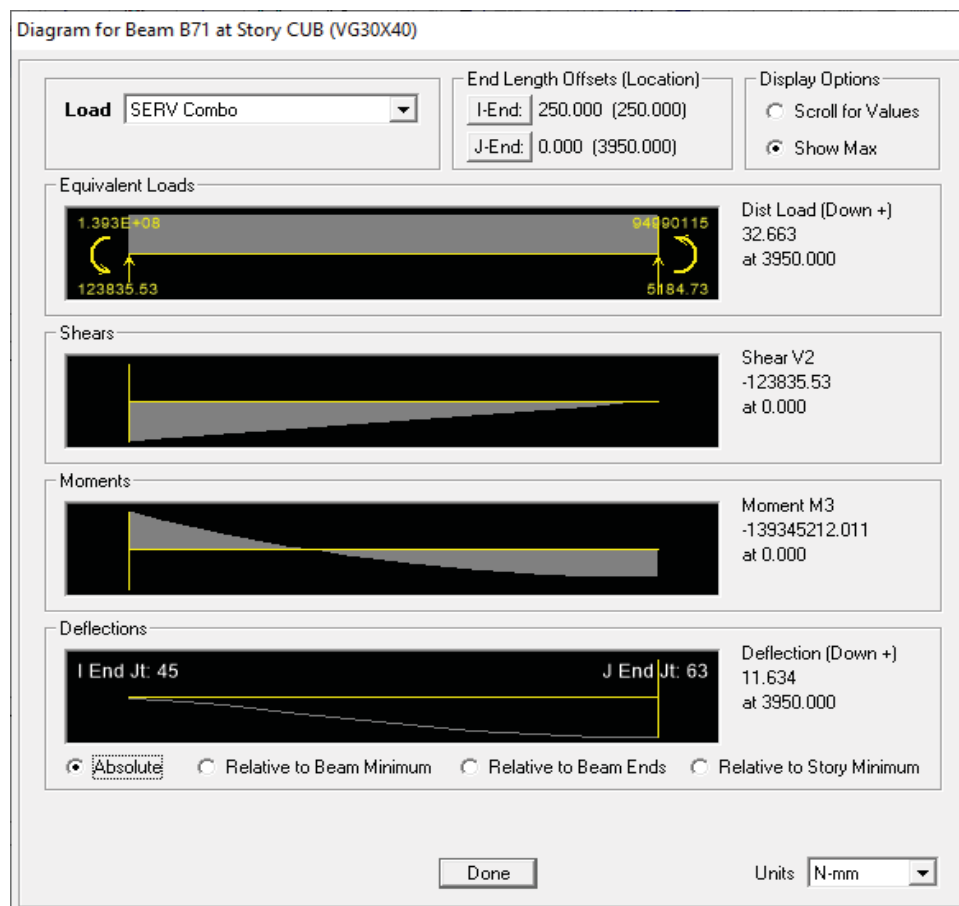 Diagram for Beam B71 at Story CUB (VG30X40)
Load SERV Combo
End Length Offsets (Location)
I-End: 250.000 (250.000)
J-End: 0.000 (3950.000)
Display Options
Scroll for Values
Show Max
Equivalent Loads
1.393E+08 94990115
123835.53 5184.73
Dist Load (Down +)
32.663
at 3950.000
Shears
Shear V2
-123835.53
at 0.000
Moments
Moment M3
-139345212.011
at 0.000
Deflections
I End Jt: 45 J End Jt: 63
Deflection (Down +)
11.634
at 3950.000
Absolute Relative to Beam Minimum Relative to Beam Ends Relative to Story Minimum
Done
Units N-mm